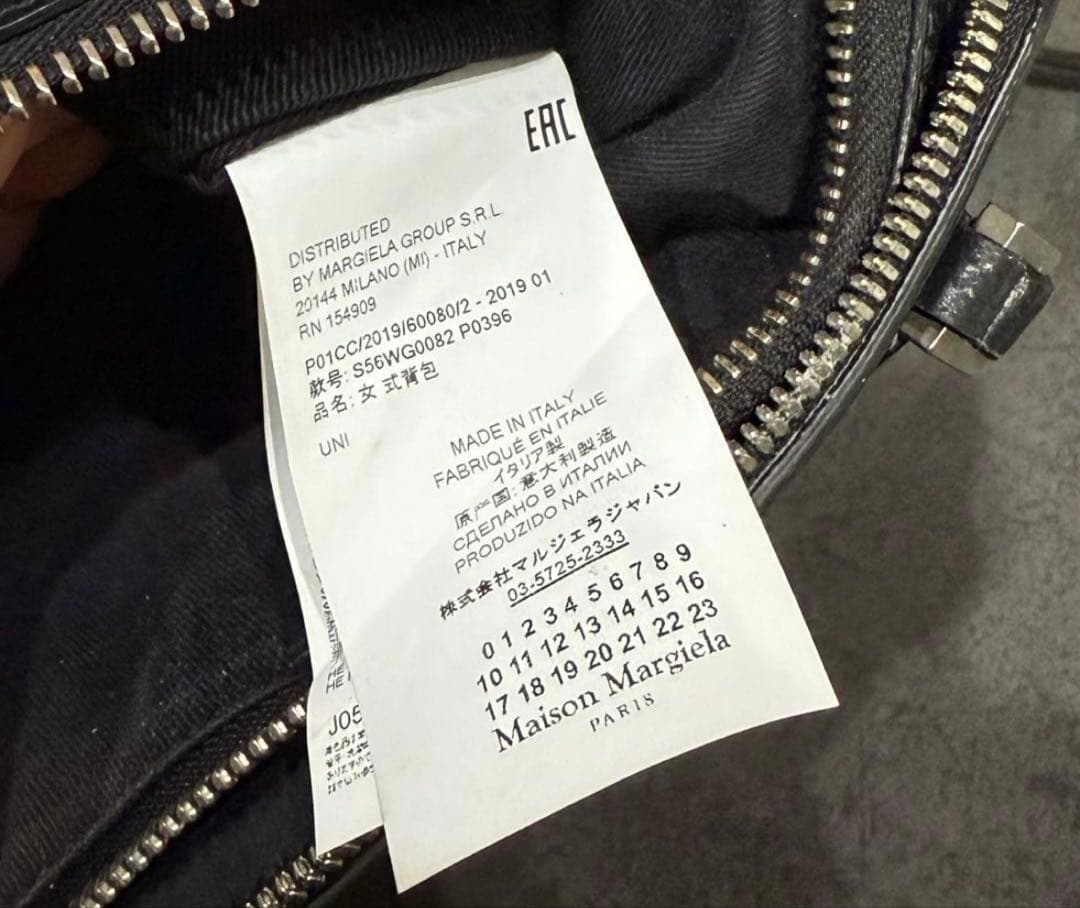 EAC
DISTRIBUTED
BY MARGIELA GROUP S.R.L
20144 MILANO (MI) - ITALY
RN 154909
P01CC/2019/60080/2 - 2019 01
款号: S56WG0082 P0396
品名: 女式背包
UNI
MADE IN ITALY
FABRIQUÉ EN ITALIE
イタリア製
原产国: 意大利製造
СДЕЛАНО В ИТАЛИИ
PRODUZIDO NA ITALIA
株式会社マルジェラジャパン
03-5725-2333
0 1 2 3 4 5 6 7 8 9
10 11 12 13 14 15 16
17 18 19 20 21 22 23
Maison Margiela
PARIS
J05